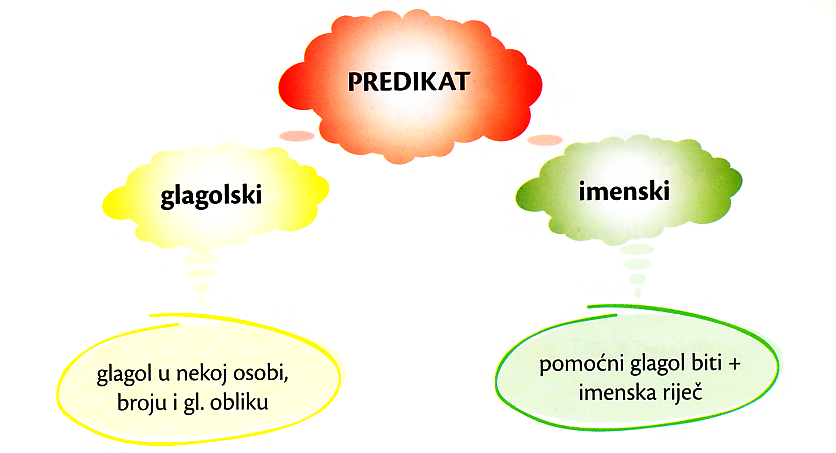 PREDIKAT
glagolski
imenski
glagol u nekoj osobi,
broju i gl. obliku
pomoćni glagol biti +
imenska riječ